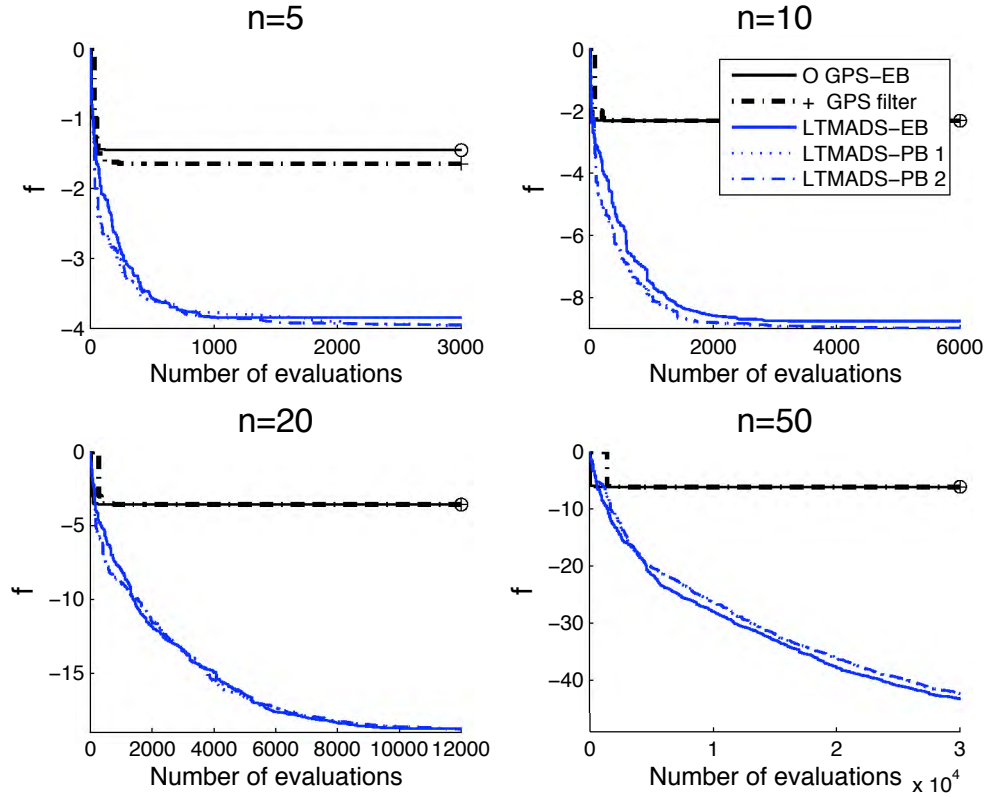 n=5
0
−1
−2
−3
−4
f
0 1000 2000 3000
Number of evaluations
n=10
0
−2
−4
−6
−8
f
0 2000 4000 6000
Number of evaluations
O GPS−EB
+ GPS filter
LTMADS−EB
LTMADS−PB 1
LTMADS−PB 2
n=20
0
−5
−10
−15
f
0 2000 4000 6000 8000 10000 12000
Number of evaluations
n=50
0
−10
−20
−30
−40
f
0 1 2 3
Number of evaluations x 10^4